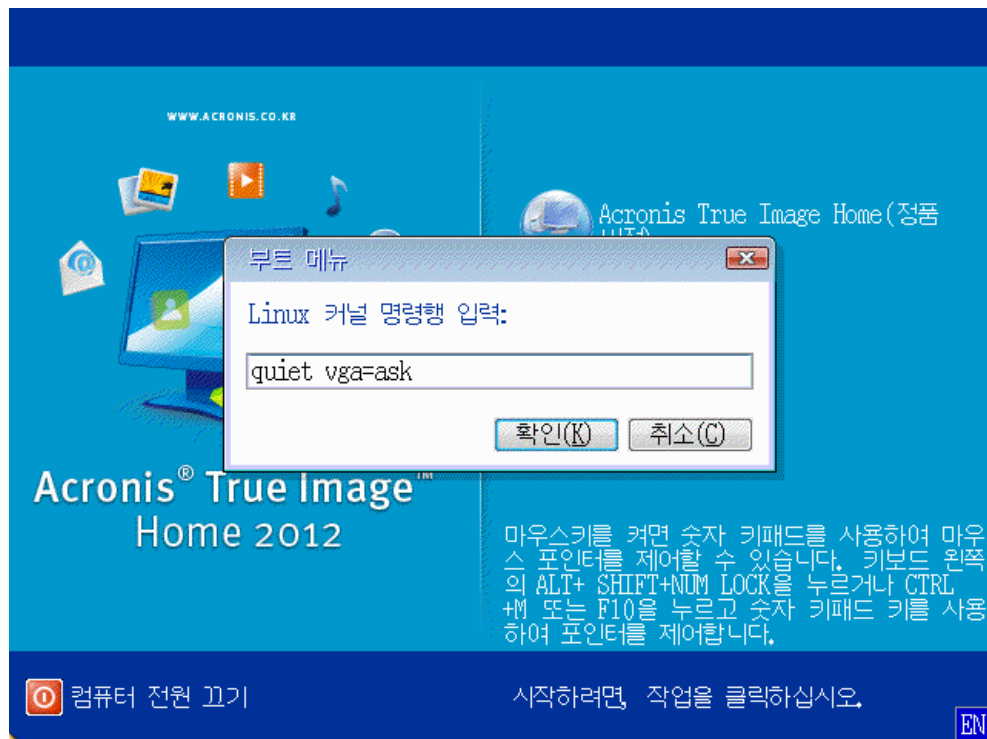 WWW.ACRONIS.CO.KR
Acronis True Image Home(정품
부트 메뉴
Linux 커널 명령행 입력:
quiet vga=ask
확인(K)
취소(C)
Acronis® True Image™
Home 2012
마우스키를 켜면 숫자 키패드를 사용하여 마우
스 포인터를 제어할 수 있습니다. 키보드 왼쪽
의 ALT+ SHIFT+NUM LOCK을 누르거나 CTRL
+M 또는 F10을 누르고 숫자 키패드 키를 사용
하여 포인터를 제어합니다.
컴퓨터 전원 끄기
시작하려면, 작업을 클릭하십시오.
EN